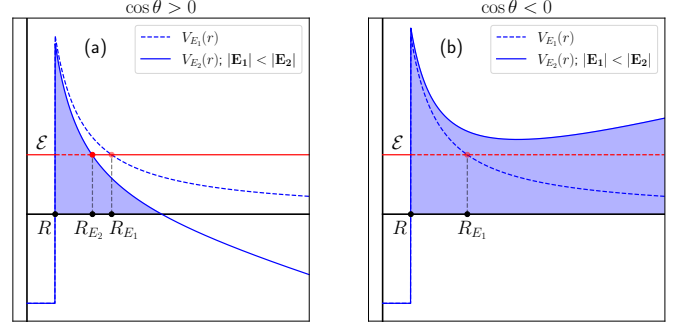 cos θ > 0
(a)
V_{E_1}(r)
V_{E_2}(r); |E_1| < |E_2|
ℰ
R
R_{E_2}
R_{E_1}
cos θ < 0
(b)
V_{E_1}(r)
V_{E_2}(r); |E_1| < |E_2|
ℰ
R
R_{E_1}